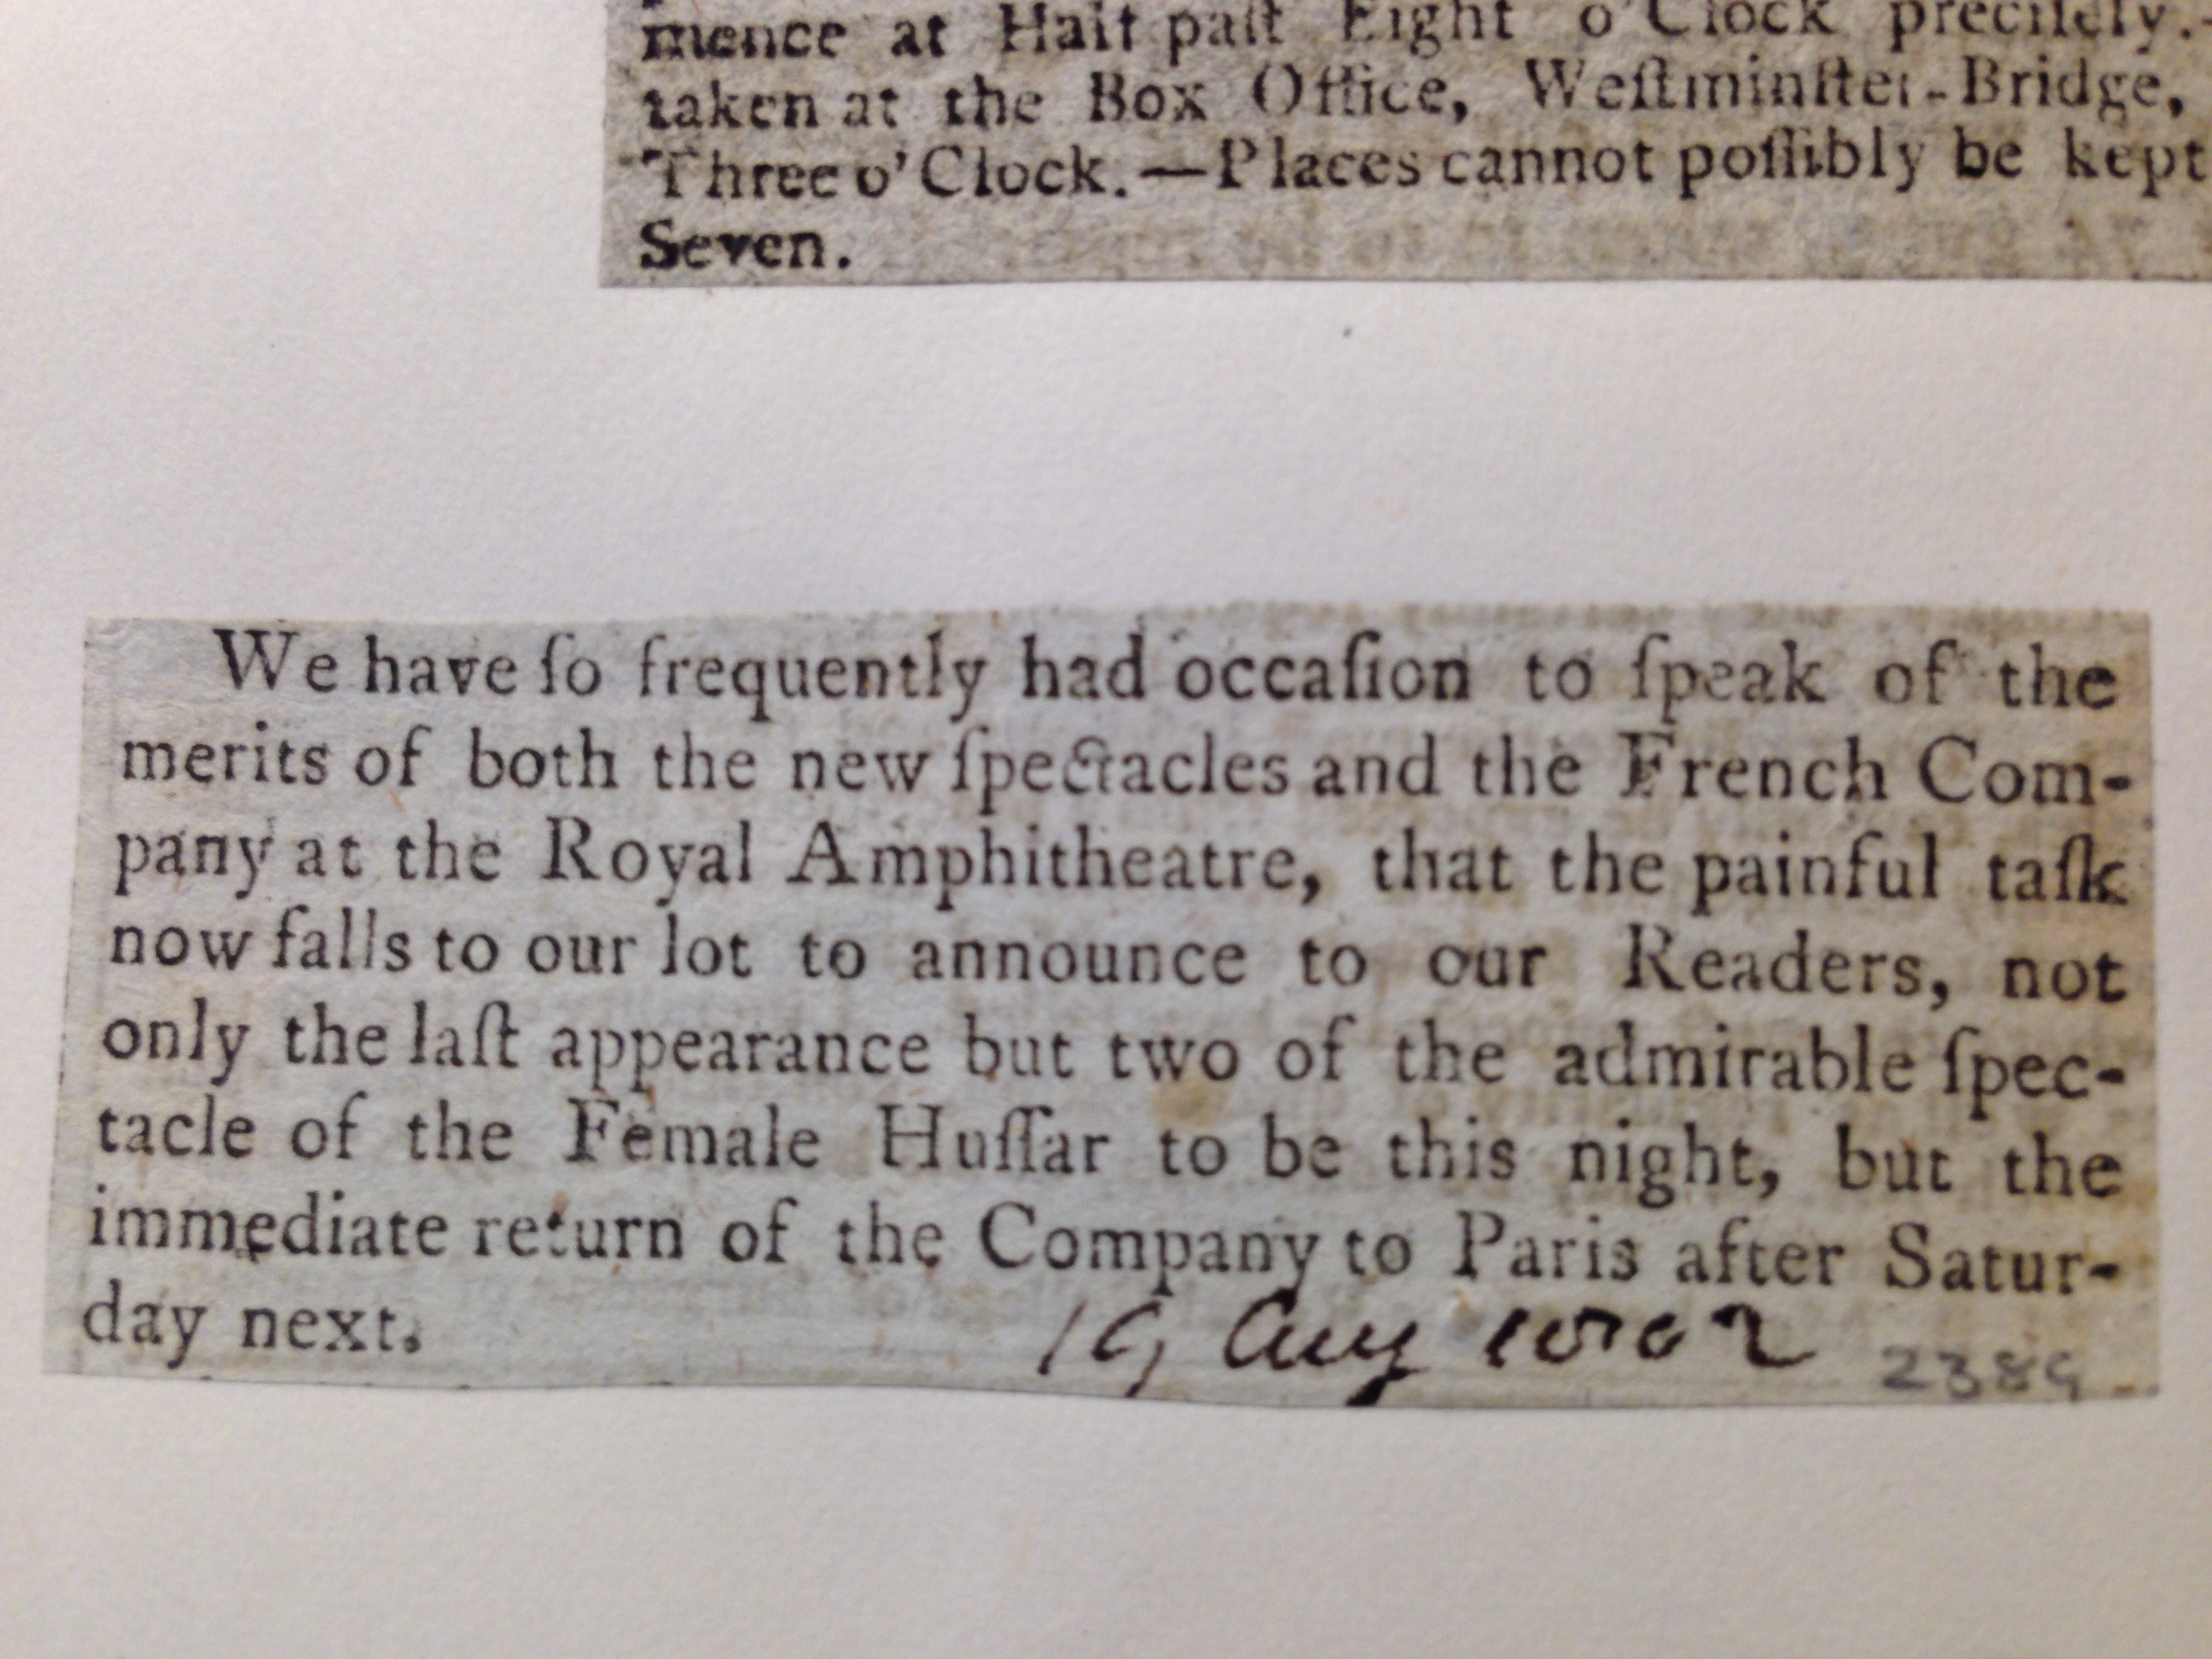 mence at Half paſt Eight o'Clock preciſely.
taken at the Box Office, Weſtminſter-Bridge,
Three o'Clock.—Places cannot poſſibly be kept
Seven.
We have ſo frequently had occaſion to ſpeak of the
merits of both the new ſpectacles and the French Com-
pany at the Royal Amphitheatre, that the painful taſk
now falls to our lot to announce to our Readers, not
only the laſt appearance but two of the admirable ſpec-
tacle of the Female Huſſar to be this night, but the
immediate return of the Company to Paris after Satur-
day next.
19 Aug 1802
2389